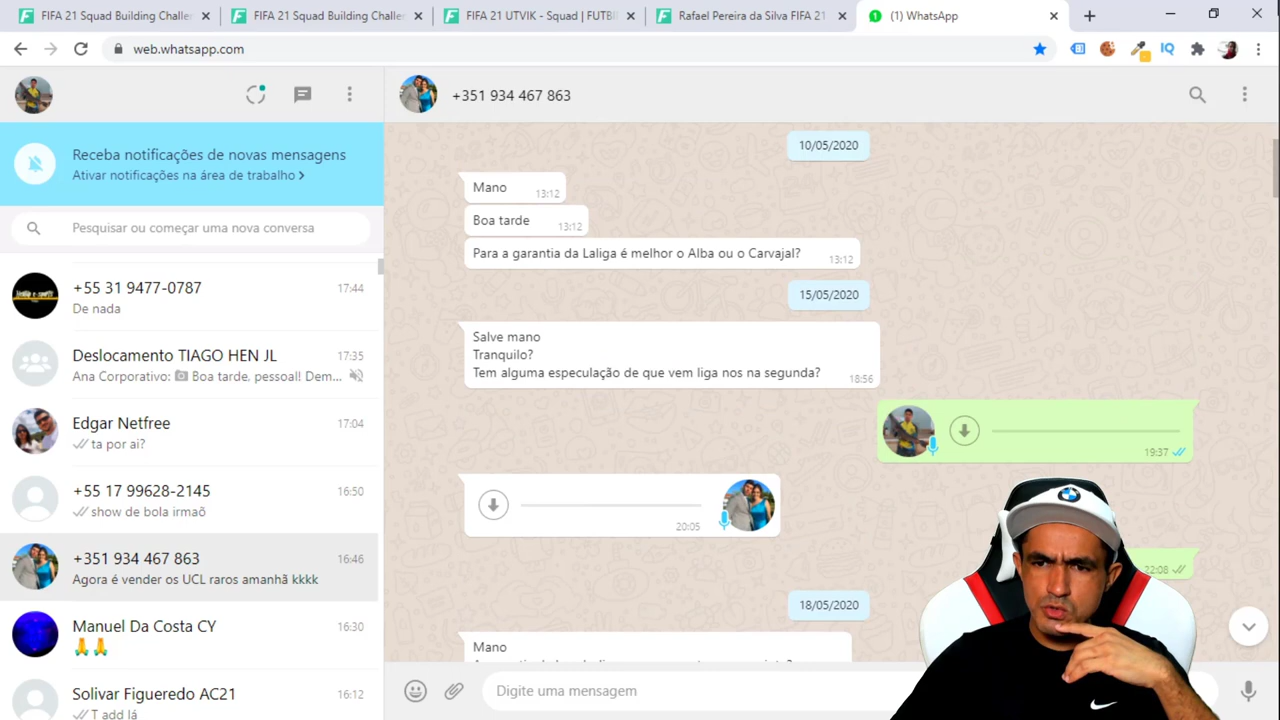 FIFA 21 Squad Building Challen
FIFA 21 Squad Building Challen
FIFA 21 UTVIK - Squad | FUTBI
Rafael Pereira da Silva FIFA 21
(1) WhatsApp
web.whatsapp.com
IQ
+351 934 467 863
Receba notificações de novas mensagens
Ativar notificações na área de trabalho >
Pesquisar ou começar uma nova conversa
+55 31 9477-0787 17:44
De nada
Deslocamento TIAGO HEN JL 17:35
Ana Corporativo: Boa tarde, pessoal! Dem...
Edgar Netfree 17:04
ta por ai?
+55 17 99628-2145 16:50
show de bola irmaõ
+351 934 467 863 16:46
Agora é vender os UCL raros amanhã kkkk
Manuel Da Costa CY 16:30
🙏🙏
Solivar Figueredo AC21 16:12
T add lá
10/05/2020
Mano 13:12
Boa tarde 13:12
Para a garantia da Laliga é melhor o Alba ou o Carvajal? 13:12
15/05/2020
Salve mano
Tranquilo?
Tem alguma especulação de que vem liga nos na segunda? 18:56
19:37
20:05
22:08
18/05/2020
Mano
Digite uma mensagem